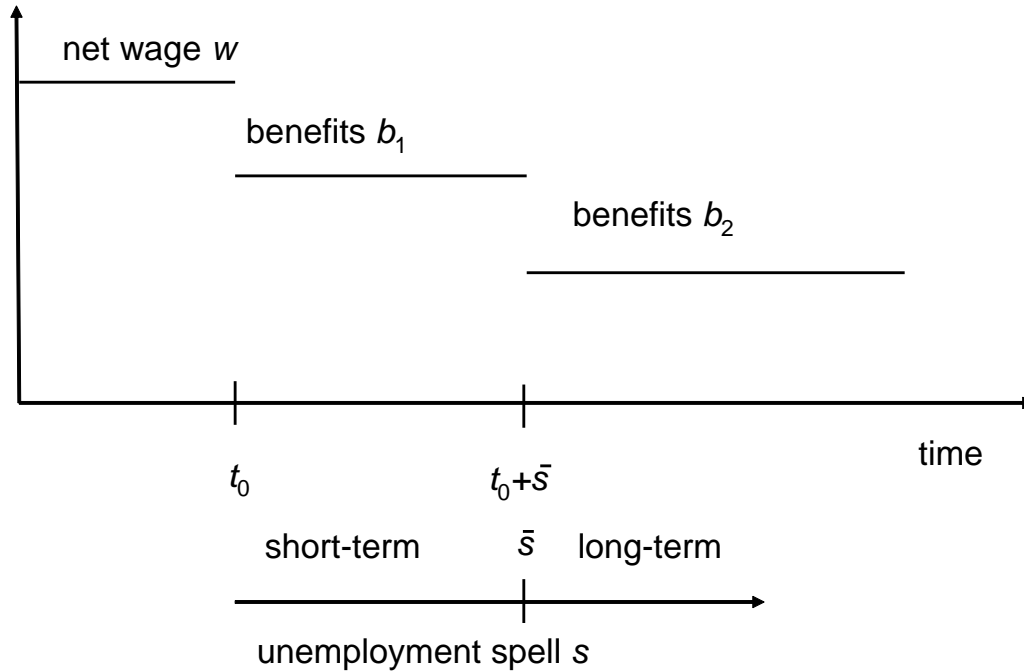 net wage w
benefits b₁
benefits b₂
time
t₀ t₀+s̄
short-term s̄ long-term
unemployment spell s